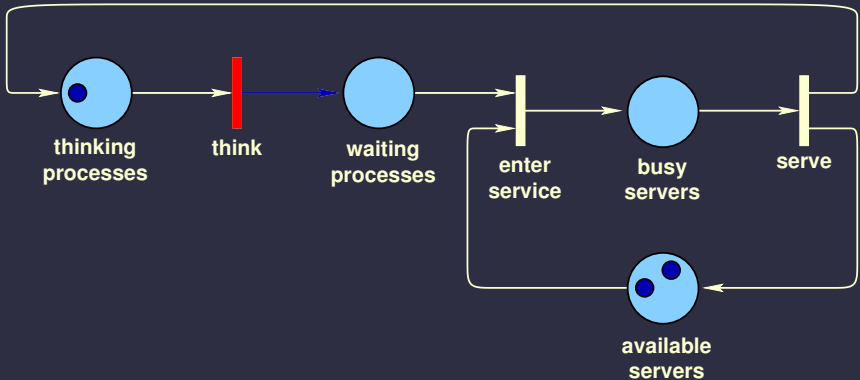 thinking
processes
think
waiting
processes
enter
service
busy
servers
serve
available
servers